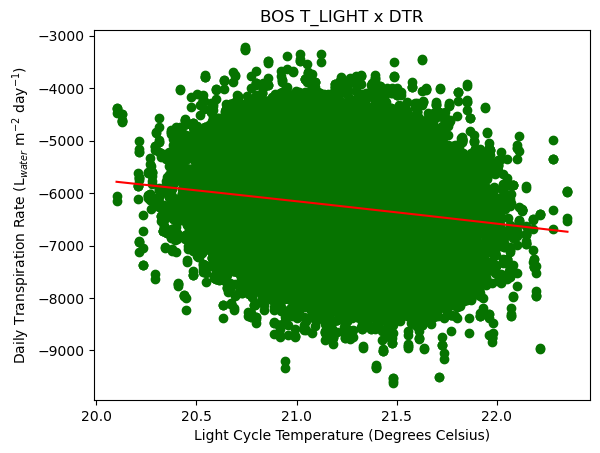 BOS T_LIGHT x DTR
Daily Transpiration Rate (L_water m⁻² day⁻¹)
−3000
−4000
−5000
−6000
−7000
−8000
−9000
20.0 20.5 21.0 21.5 22.0
Light Cycle Temperature (Degrees Celsius)